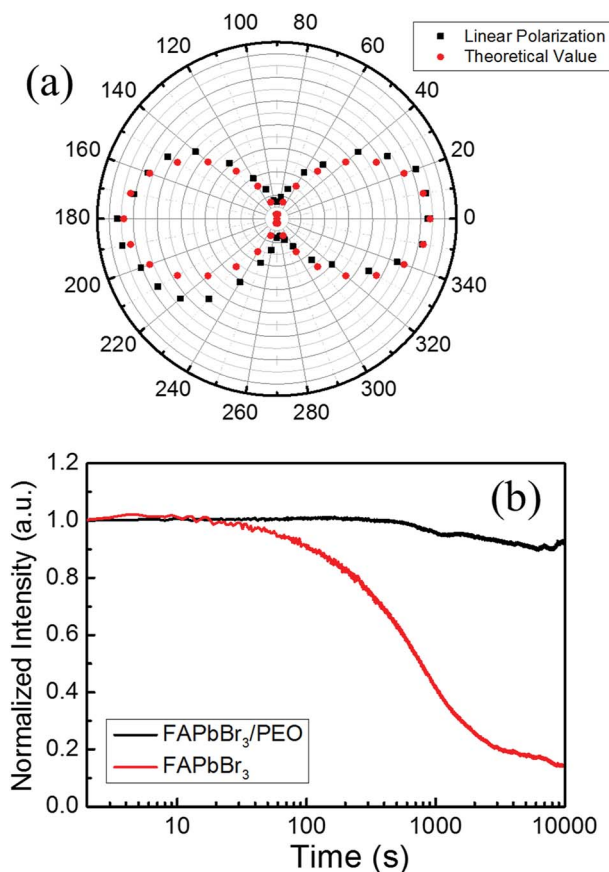 Linear Polarization
Theoretical Value
(a)
100 80
120 60
140 40
160 20
180 0
200 340
220 320
240 300
260 280
(b)
1.2
1.0
0.8
0.6
0.4
0.2
0.0
Normalized Intensity (a.u.)
FAPbBr₃/PEO
FAPbBr₃
10 100 1000 10000
Time (s)